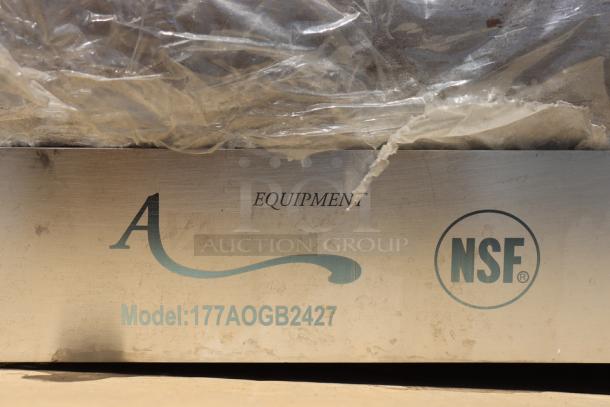 EQUIPMENT
A
AUCTION GROUP
NSF®
Model:177AOGB2427